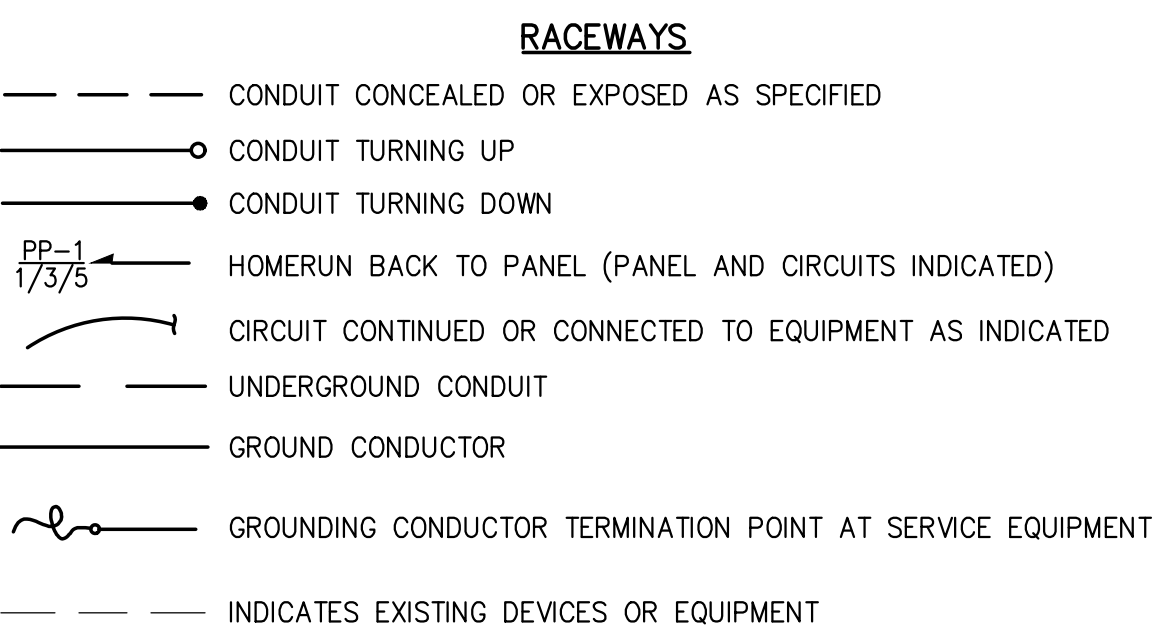 RACEWAYS
CONDUIT CONCEALED OR EXPOSED AS SPECIFIED
CONDUIT TURNING UP
CONDUIT TURNING DOWN
PP-1
1/3/5
HOMERUN BACK TO PANEL (PANEL AND CIRCUITS INDICATED)
CIRCUIT CONTINUED OR CONNECTED TO EQUIPMENT AS INDICATED
UNDERGROUND CONDUIT
GROUND CONDUCTOR
GROUNDING CONDUCTOR TERMINATION POINT AT SERVICE EQUIPMENT
INDICATES EXISTING DEVICES OR EQUIPMENT